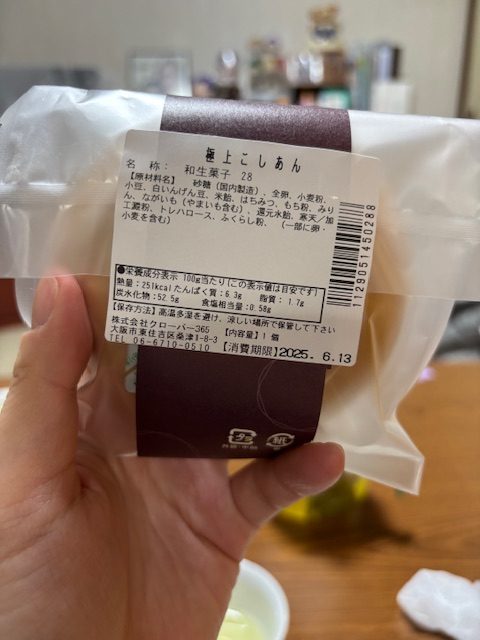 極上こしあん
名 称: 和生菓子 28
【原材料名】 砂糖(国内製造)、全卵、小麦粉、
小豆、白いんげん豆、米飴、はちみつ、もち粉、みり
ん、ながいも(やまいも含む)、還元水飴、寒天/加
工澱粉、トレハロース、ふくらし粉、 (一部に卵・
小麦を含む)
●栄養成分表示 100g当たり(この表示値は目安です)
熱量:251kcal たんぱく質:6.3g 脂質: 1.7g
炭水化物:52.5g 食塩相当量:0.58g
【保存方法】高温多湿を避け、涼しい場所で保管して下さい
株式会社クローバー365 【内容量】1 個
大阪市東住吉区桑津1-8-3
TEL 06-6710-0510 【消費期限】2025. 6.13
1129051450288
プラ
紙